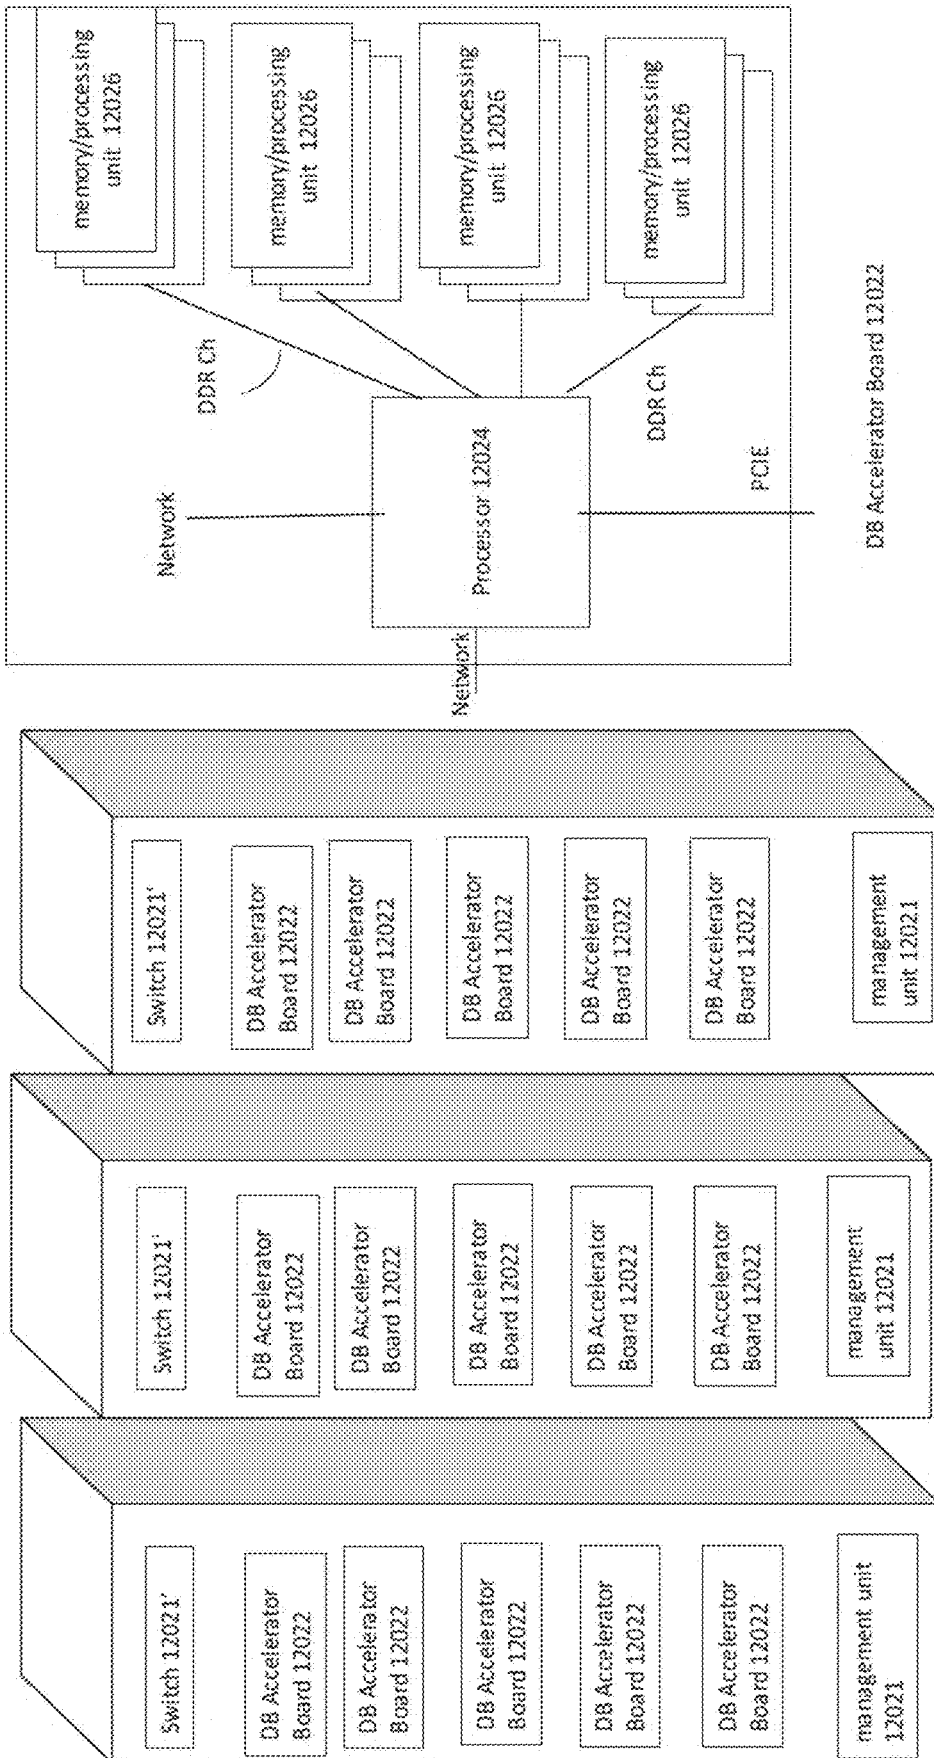 Switch 12021'
DB Accelerator
Board 12022
DB Accelerator
Board 12022
DB Accelerator
Board 12022
DB Accelerator
Board 12022
DB Accelerator
Board 12022
management unit
12021
Switch 12021'
DB Accelerator
Board 12022
DB Accelerator
Board 12022
DB Accelerator
Board 12022
DB Accelerator
Board 12022
DB Accelerator
Board 12022
management
unit 12021
Switch 12021'
DB Accelerator
Board 12022
DB Accelerator
Board 12022
DB Accelerator
Board 12022
DB Accelerator
Board 12022
DB Accelerator
Board 12022
management
unit 12021
Network
Network
Processor 12024
PCIE
DDR Ch
DDR Ch
memory/processing
unit 12026
memory/processing
unit 12026
memory/processing
unit 12026
memory/processing
unit 12026
DB Accelerator Board 12022